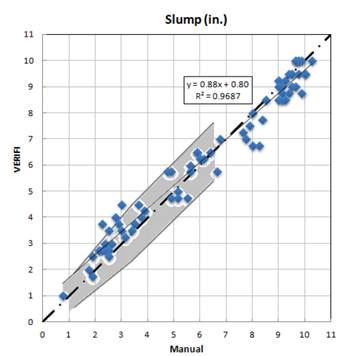 Slump (in.)
11
10
9
8
7
6
5
4
3
2
1
0
VERIFI
y = 0.88x + 0.80
R² = 0.9687
0 1 2 3 4 5 6 7 8 9 10 11
Manual